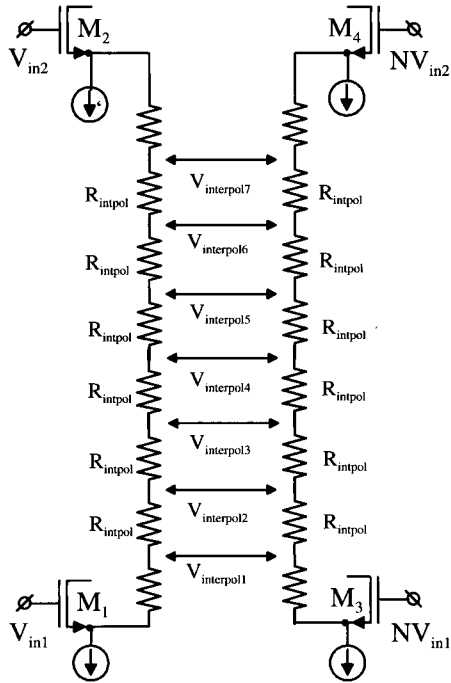 M2 M4
Vin2 NVin2
Vinterpol7
Rintpol Rintpol
Vinterpol6
Rintpol Rintpol
Vinterpol5
Rintpol Rintpol
Vinterpol4
Rintpol Rintpol
Vinterpol3
Rintpol Rintpol
Vinterpol2
Rintpol Rintpol
Vinterpol1
M1 M3
Vin1 NVin1